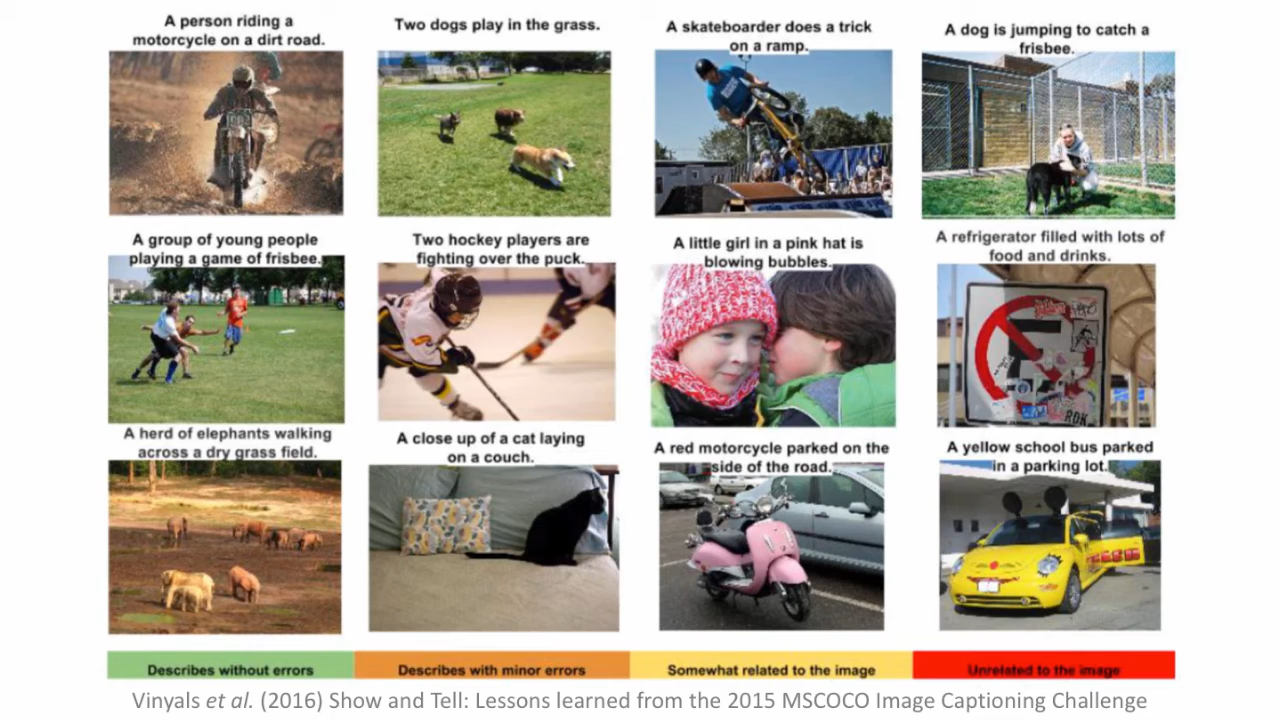 A person riding a
motorcycle on a dirt road.
Two dogs play in the grass.
A skateboarder does a trick
on a ramp.
A dog is jumping to catch a
frisbee.
A group of young people
playing a game of frisbee.
Two hockey players are
fighting over the puck.
A little girl in a pink hat is
blowing bubbles.
A refrigerator filled with lots of
food and drinks.
RDK
A herd of elephants walking
across a dry grass field.
A close up of a cat laying
on a couch.
A red motorcycle parked on the
side of the road.
A yellow school bus parked
in a parking lot.
Describes without errors
Describes with minor errors
Somewhat related to the image
Unrelated to the image
Vinyals et al. (2016) Show and Tell: Lessons learned from the 2015 MSCOCO Image Captioning Challenge